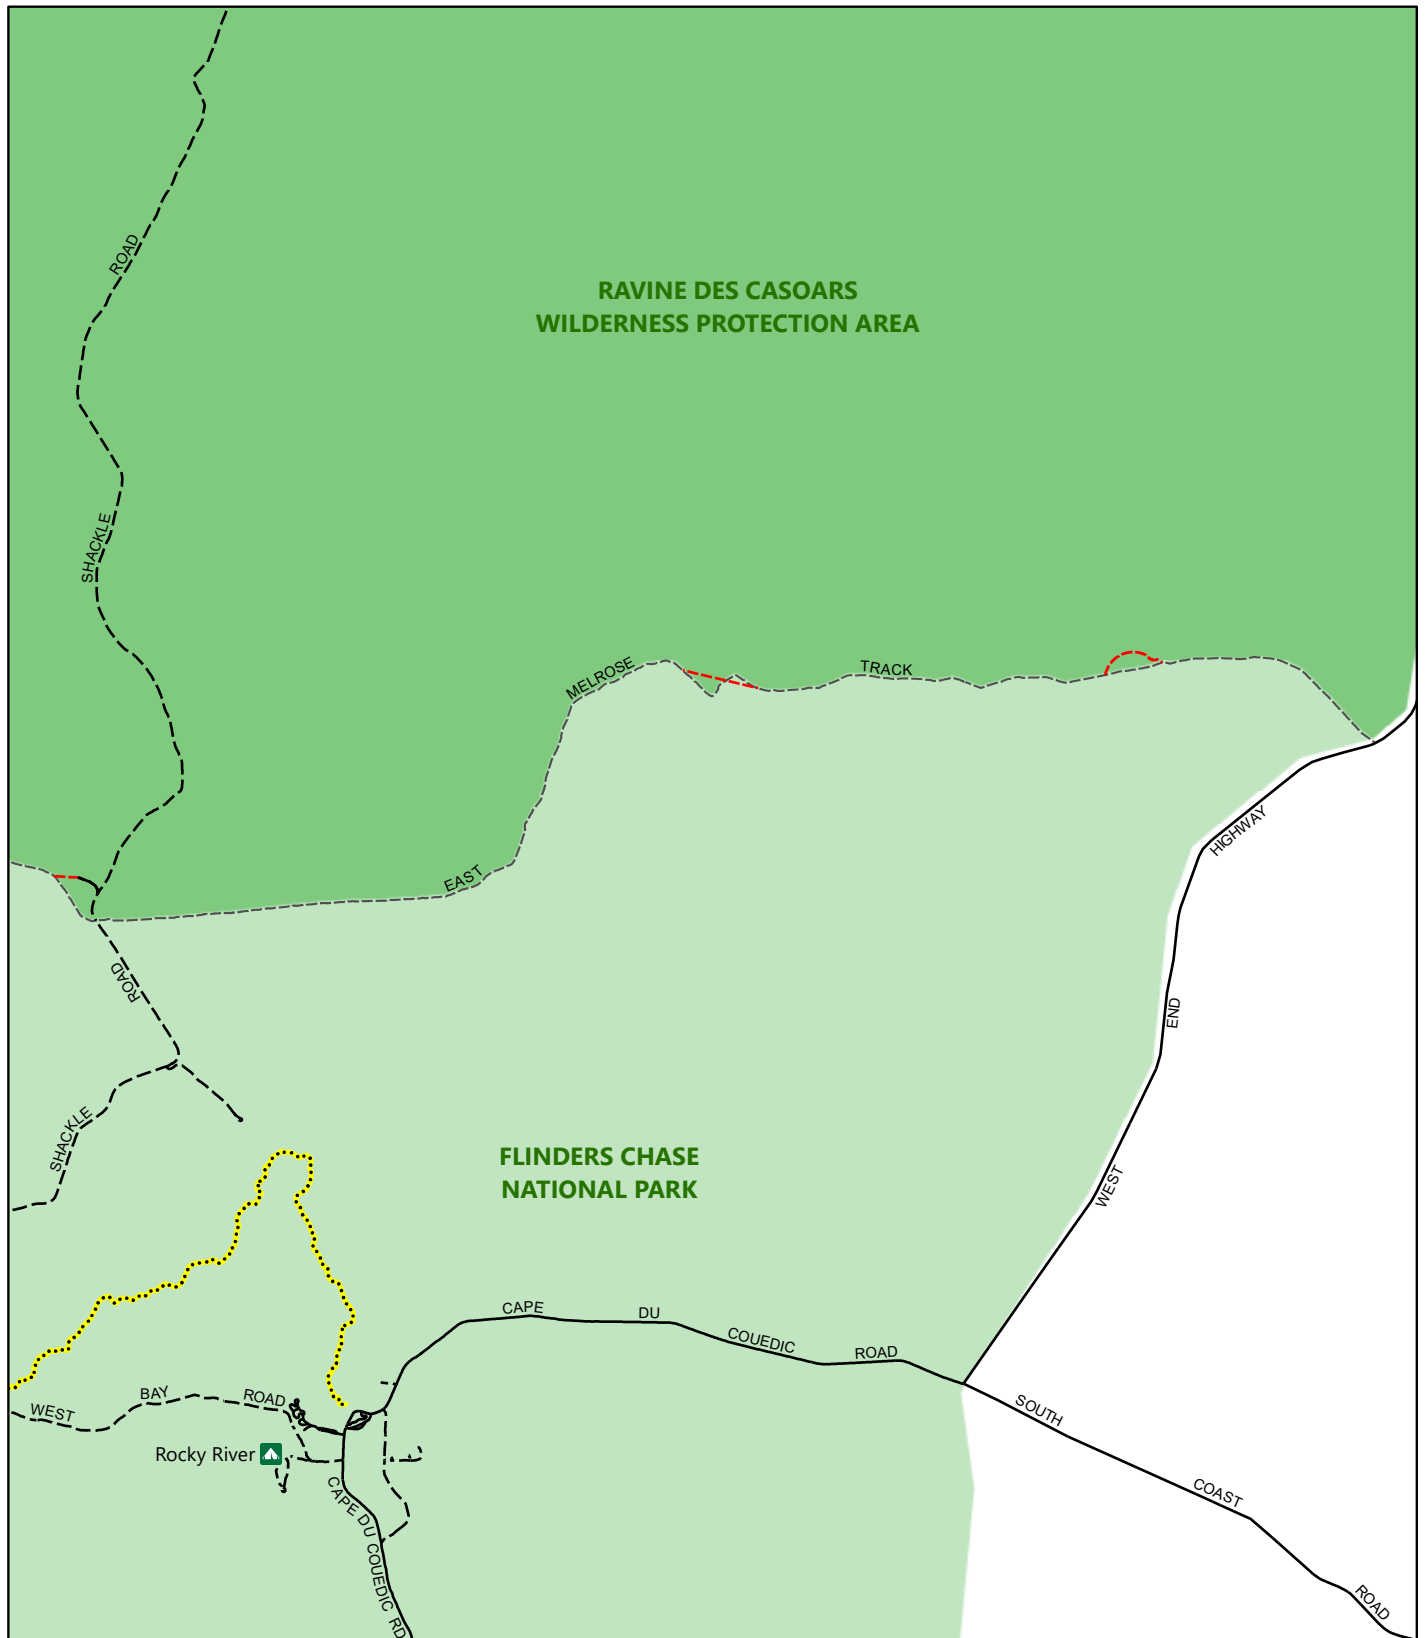 ROAD
RAVINE DES CASOARS
WILDERNESS PROTECTION AREA
SHACKLE
MELROSE
TRACK
HIGHWAY
EAST
ROAD
END
SHACKLE
FLINDERS CHASE
NATIONAL PARK
WEST
CAPE
DU
COUEDIC
ROAD
BAY
ROAD
WEST
SOUTH
Rocky River
CAPE DU COUEDIC RD
COAST
ROAD